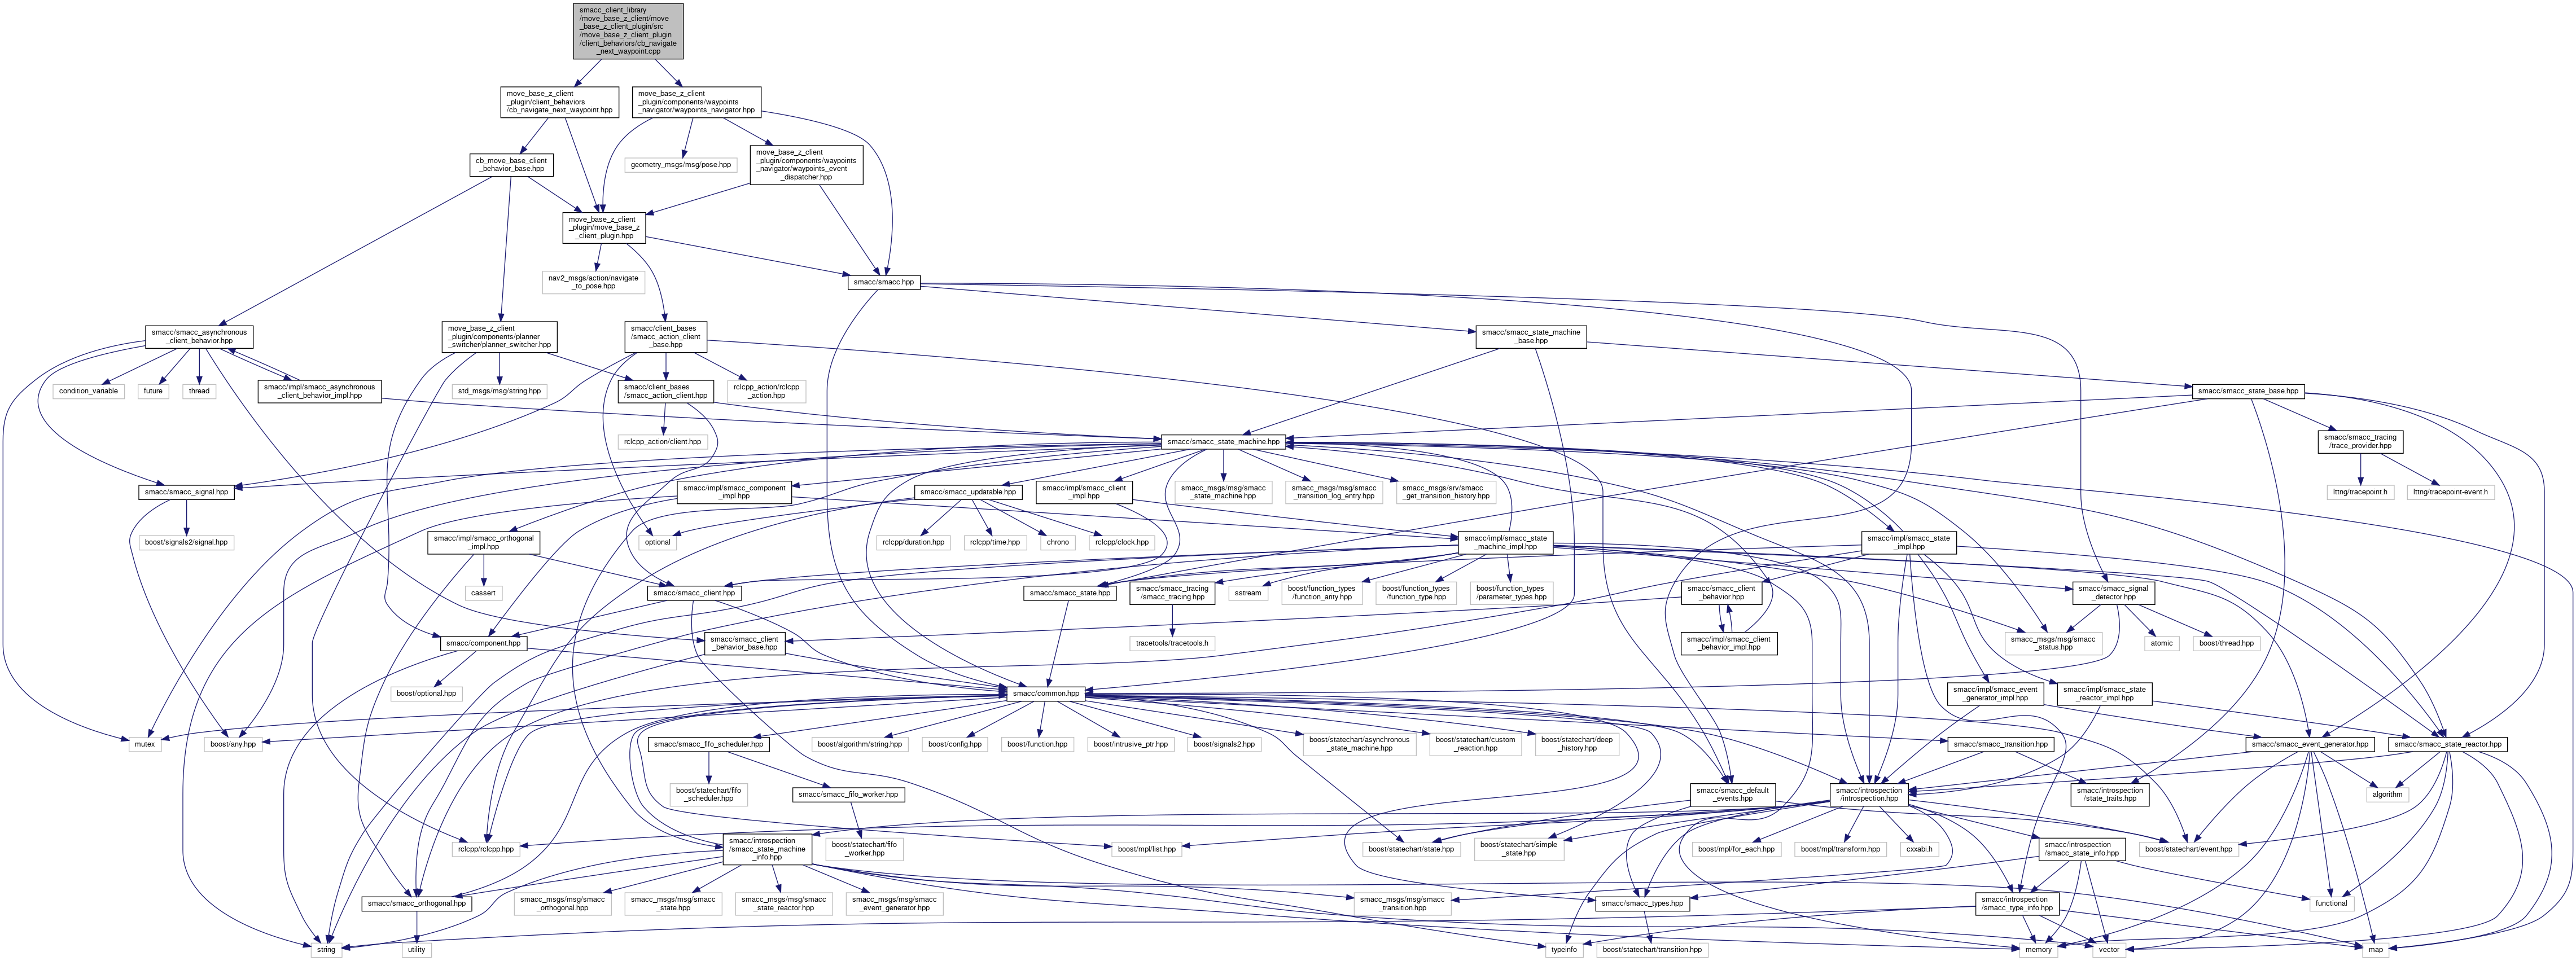 smacc_client_library
/move_base_z_client/move
_base_z_client_plugin/src
/move_base_z_client_plugin
/client_behaviors/cb_navigate
_next_waypoint.cpp
move_base_z_client
_plugin/client_behaviors
/cb_navigate_next_waypoint.hpp
move_base_z_client
_plugin/components/waypoints
_navigator/waypoints_navigator.hpp
cb_move_base_client
_behavior_base.hpp
geometry_msgs/msg/pose.hpp
move_base_z_client
_plugin/components/waypoints
_navigator/waypoints_event
_dispatcher.hpp
move_base_z_client
_plugin/move_base_z
_client_plugin.hpp
nav2_msgs/action/navigate
_to_pose.hpp
smacc/smacc.hpp
smacc/smacc_asynchronous
_client_behavior.hpp
move_base_z_client
_plugin/components/planner
_switcher/planner_switcher.hpp
smacc/client_bases
/smacc_action_client
_base.hpp
smacc/smacc_state_machine
_base.hpp
condition_variable
future
thread
smacc/impl/smacc_asynchronous
_client_behavior_impl.hpp
std_msgs/msg/string.hpp
smacc/client_bases
/smacc_action_client.hpp
rclcpp_action/rclcpp
_action.hpp
smacc/smacc_state_base.hpp
rclcpp_action/client.hpp
smacc/smacc_state_machine.hpp
smacc/smacc_tracing
/trace_provider.hpp
smacc/smacc_signal.hpp
smacc/impl/smacc_component
_impl.hpp
smacc/smacc_updatable.hpp
smacc/impl/smacc_client
_impl.hpp
smacc_msgs/msg/smacc
_state_machine.hpp
smacc_msgs/msg/smacc
_transition_log_entry.hpp
smacc_msgs/srv/smacc
_get_transition_history.hpp
lttng/tracepoint.h
lttng/tracepoint-event.h
boost/signals2/signal.hpp
smacc/impl/smacc_orthogonal
_impl.hpp
optional
rclcpp/duration.hpp
rclcpp/time.hpp
chrono
rclcpp/clock.hpp
smacc/impl/smacc_state
_machine_impl.hpp
smacc/impl/smacc_state
_impl.hpp
cassert
smacc/smacc_client.hpp
smacc/smacc_state.hpp
smacc/smacc_tracing
/smacc_tracing.hpp
sstream
boost/function_types
/function_arity.hpp
boost/function_types
/function_type.hpp
boost/function_types
/parameter_types.hpp
smacc/smacc_client
_behavior.hpp
smacc/smacc_signal
_detector.hpp
smacc/component.hpp
smacc/smacc_client
_behavior_base.hpp
tracetools/tracetools.h
smacc/impl/smacc_client
_behavior_impl.hpp
smacc_msgs/msg/smacc
_status.hpp
atomic
boost/thread.hpp
boost/optional.hpp
smacc/common.hpp
smacc/impl/smacc_event
_generator_impl.hpp
smacc/impl/smacc_state
_reactor_impl.hpp
mutex
boost/any.hpp
smacc/smacc_fifo_scheduler.hpp
boost/algorithm/string.hpp
boost/config.hpp
boost/function.hpp
boost/intrusive_ptr.hpp
boost/signals2.hpp
boost/statechart/asynchronous
_state_machine.hpp
boost/statechart/custom
_reaction.hpp
boost/statechart/deep
_history.hpp
smacc/smacc_transition.hpp
smacc/smacc_event_generator.hpp
smacc/smacc_state_reactor.hpp
boost/statechart/fifo
_scheduler.hpp
smacc/smacc_fifo_worker.hpp
smacc/smacc_default
_events.hpp
smacc/introspection
/introspection.hpp
smacc/introspection
/state_traits.hpp
algorithm
rclcpp/rclcpp.hpp
smacc/introspection
/smacc_state_machine
_info.hpp
boost/statechart/fifo
_worker.hpp
boost/mpl/list.hpp
boost/statechart/state.hpp
boost/statechart/simple
_state.hpp
boost/mpl/for_each.hpp
boost/mpl/transform.hpp
cxxabi.h
smacc/introspection
/smacc_state_info.hpp
boost/statechart/event.hpp
smacc/smacc_orthogonal.hpp
smacc_msgs/msg/smacc
_orthogonal.hpp
smacc_msgs/msg/smacc
_state.hpp
smacc_msgs/msg/smacc
_state_reactor.hpp
smacc_msgs/msg/smacc
_event_generator.hpp
smacc_msgs/msg/smacc
_transition.hpp
smacc/smacc_types.hpp
smacc/introspection
/smacc_type_info.hpp
functional
string
utility
typeinfo
boost/statechart/transition.hpp
memory
vector
map